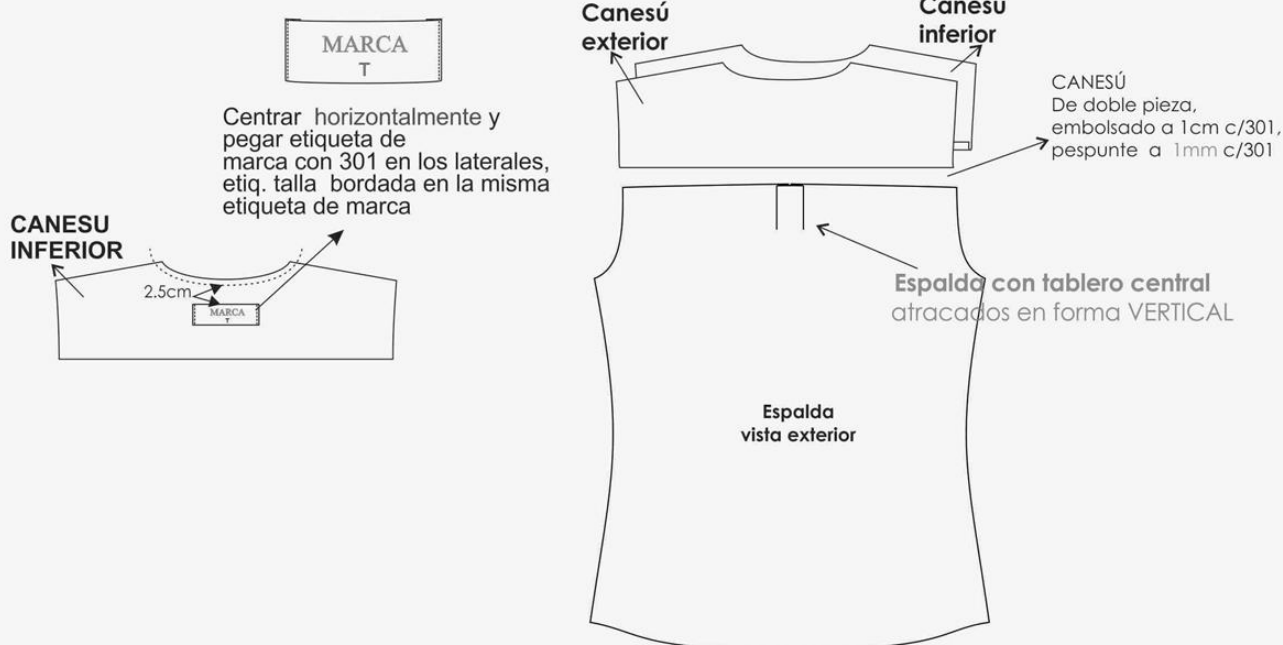 MARCA
T
Centrar horizontalmente y
pegar etiqueta de
marca con 301 en los laterales,
etiq. talla bordada en la misma
etiqueta de marca
CANESU
INFERIOR
2.5cm
MARCA
T
Canesú
exterior
Canesú
inferior
CANESÚ
De doble pieza,
embolsado a 1cm c/301,
pespunte a 1mm c/301
Espalda con tablero central
atracados en forma VERTICAL
Espalda
vista exterior